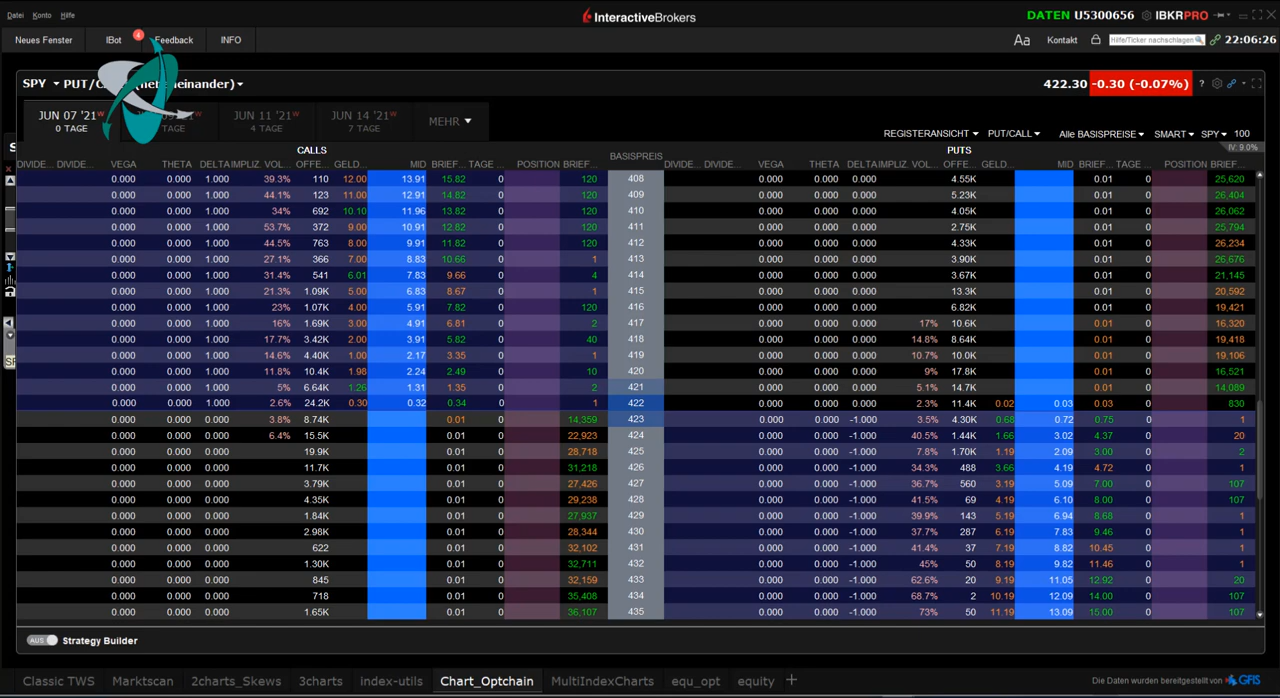 Datei Konto Hilfe InteractiveBrokers DATEN U5300656 IBKRPRO
Neues Fenster IBot 4 Feedback INFO Aa Kontakt Hilfe/Ticker nachschlagen 22:06:26
SPY PUT/C (nebeneinander) 422.30 -0.30 (-0.07%) ?
JUN 07 '21 W JUN 11 '21 W JUN 14 '21 W MEHR
0 TAGE TAGE 4 TAGE 7 TAGE
REGISTERANSICHT PUT/CALL Alle BASISPREISE SMART SPY 100
IV: 9.0%
CALLS BASISPREIS PUTS
DIVIDE... DIVIDE... VEGA THETA DELTA IMPLIZ. VOL... OFFE... GELD... MID BRIEF... TAGE ... POSITION BRIEF... DIVIDE... DIVIDE... VEGA THETA DELTA IMPLIZ. VOL... OFFE... GELD... MID BRIEF... TAGE ... POSITION BRIEF...
0.000 0.000 1.000 39.3% 110 12.00 13.91 15.82 0 120 408 0.000 0.000 0.000 4.55K 0.01 0 25,620
0.000 0.000 1.000 44.1% 123 11.00 12.91 14.82 0 120 409 0.000 0.000 0.000 5.23K 0.01 0 26,404
0.000 0.000 1.000 34% 692 10.10 11.96 13.82 0 120 410 0.000 0.000 0.000 4.05K 0.01 0 26,062
0.000 0.000 1.000 53.7% 372 9.00 10.91 12.82 0 120 411 0.000 0.000 0.000 2.75K 0.01 0 25,794
0.000 0.000 1.000 44.5% 763 8.00 9.91 11.82 0 120 412 0.000 0.000 0.000 4.33K 0.01 0 26,234
0.000 0.000 1.000 27.1% 366 7.00 8.83 10.66 0 1 413 0.000 0.000 0.000 3.90K 0.01 0 26,676
0.000 0.000 1.000 31.4% 541 6.01 7.83 9.66 0 4 414 0.000 0.000 0.000 3.67K 0.01 0 21,145
0.000 0.000 1.000 21.3% 1.09K 5.00 6.83 8.67 0 1 415 0.000 0.000 0.000 13.3K 0.01 0 20,592
0.000 0.000 1.000 23% 1.07K 4.00 5.91 7.82 0 120 416 0.000 0.000 0.000 6.82K 0.01 0 19,421
0.000 0.000 1.000 16% 1.69K 3.00 4.91 6.81 0 2 417 0.000 0.000 0.000 17% 10.6K 0.01 0 16,320
0.000 0.000 1.000 17.7% 3.42K 2.00 3.91 5.82 0 40 418 0.000 0.000 0.000 14.8% 8.64K 0.01 0 19,418
0.000 0.000 1.000 14.6% 4.40K 1.00 2.17 3.35 0 1 419 0.000 0.000 0.000 10.7% 10.0K 0.01 0 19,106
0.000 0.000 1.000 11.8% 10.4K 1.98 2.24 2.49 0 10 420 0.000 0.000 0.000 9% 17.8K 0.01 0 16,521
0.000 0.000 1.000 5% 6.64K 1.26 1.31 1.35 0 2 421 0.000 0.000 0.000 5.1% 14.7K 0.01 0 14,089
0.000 0.000 1.000 2.6% 24.2K 0.30 0.32 0.34 0 1 422 0.000 0.000 0.000 2.3% 11.4K 0.02 0.03 0.03 0 830
0.000 0.000 0.000 3.8% 8.74K 0.01 0 14,359 423 0.000 0.000 -1.000 3.5% 4.30K 0.68 0.72 0.75 0 1
0.000 0.000 0.000 6.4% 15.5K 0.01 0 22,923 424 0.000 0.000 -1.000 40.5% 1.44K 1.66 3.02 4.37 0 20
0.000 0.000 0.000 19.9K 0.01 0 28,718 425 0.000 0.000 -1.000 7.8% 1.70K 1.19 2.09 3.00 0 2
0.000 0.000 0.000 11.7K 0.01 0 31,218 426 0.000 0.000 -1.000 34.3% 488 3.66 4.19 4.72 0 1
0.000 0.000 0.000 3.79K 0.01 0 27,426 427 0.000 0.000 -1.000 36.7% 560 3.19 5.09 7.00 0 107
0.000 0.000 0.000 4.35K 0.01 0 29,238 428 0.000 0.000 -1.000 41.5% 69 4.19 6.10 8.00 0 107
0.000 0.000 0.000 1.84K 0.01 0 27,937 429 0.000 0.000 -1.000 39.9% 143 5.19 6.94 8.68 0 1
0.000 0.000 0.000 2.98K 0.01 0 28,344 430 0.000 0.000 -1.000 37.7% 287 6.19 7.83 9.46 0 1
0.000 0.000 0.000 622 0.01 0 32,102 431 0.000 0.000 -1.000 41.4% 37 7.19 8.82 10.45 0 1
0.000 0.000 0.000 1.30K 0.01 0 32,711 432 0.000 0.000 -1.000 45% 50 8.19 9.82 11.46 0 1
0.000 0.000 0.000 845 0.01 0 32,159 433 0.000 0.000 -1.000 62.6% 20 9.19 11.05 12.92 0 20
0.000 0.000 0.000 718 0.01 0 35,408 434 0.000 0.000 -1.000 68.7% 2 10.19 12.09 14.00 0 107
0.000 0.000 0.000 1.65K 0.01 0 36,107 435 0.000 0.000 -1.000 73% 50 11.19 13.09 15.00 0 107
AUS Strategy Builder
Classic TWS Marktscan 2charts_Skews 3charts index-utils Chart_Optchain MultiIndexCharts equ_opt equity + Die Daten wurden bereitgestellt von GFIS